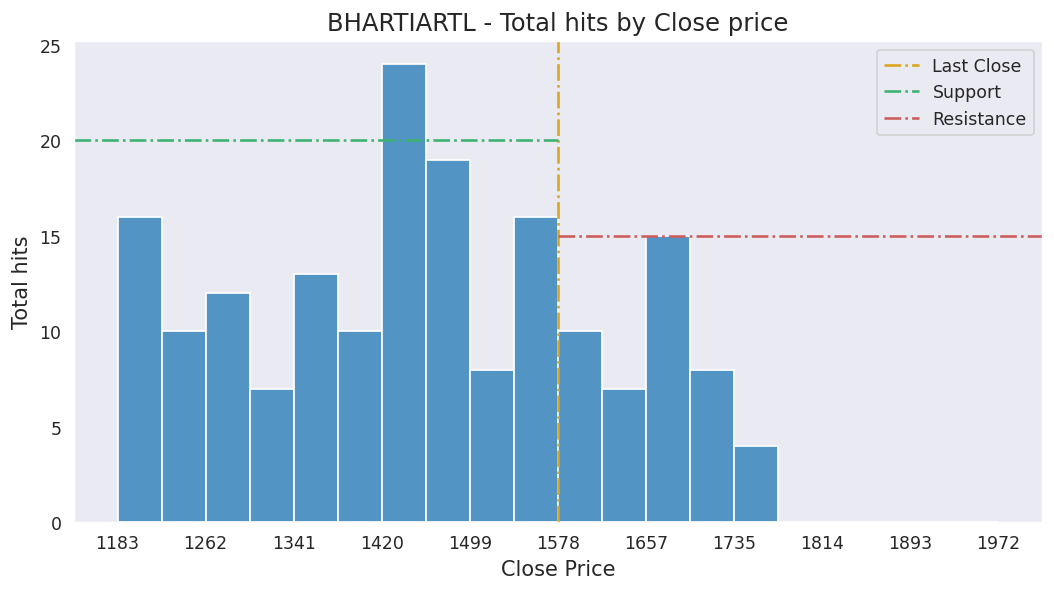 BHARTIARTL - Total hits by Close price
25
20
15
10
5
0
Total hits
Last Close
Support
Resistance
1183 1262 1341 1420 1499 1578 1657 1735 1814 1893 1972
Close Price